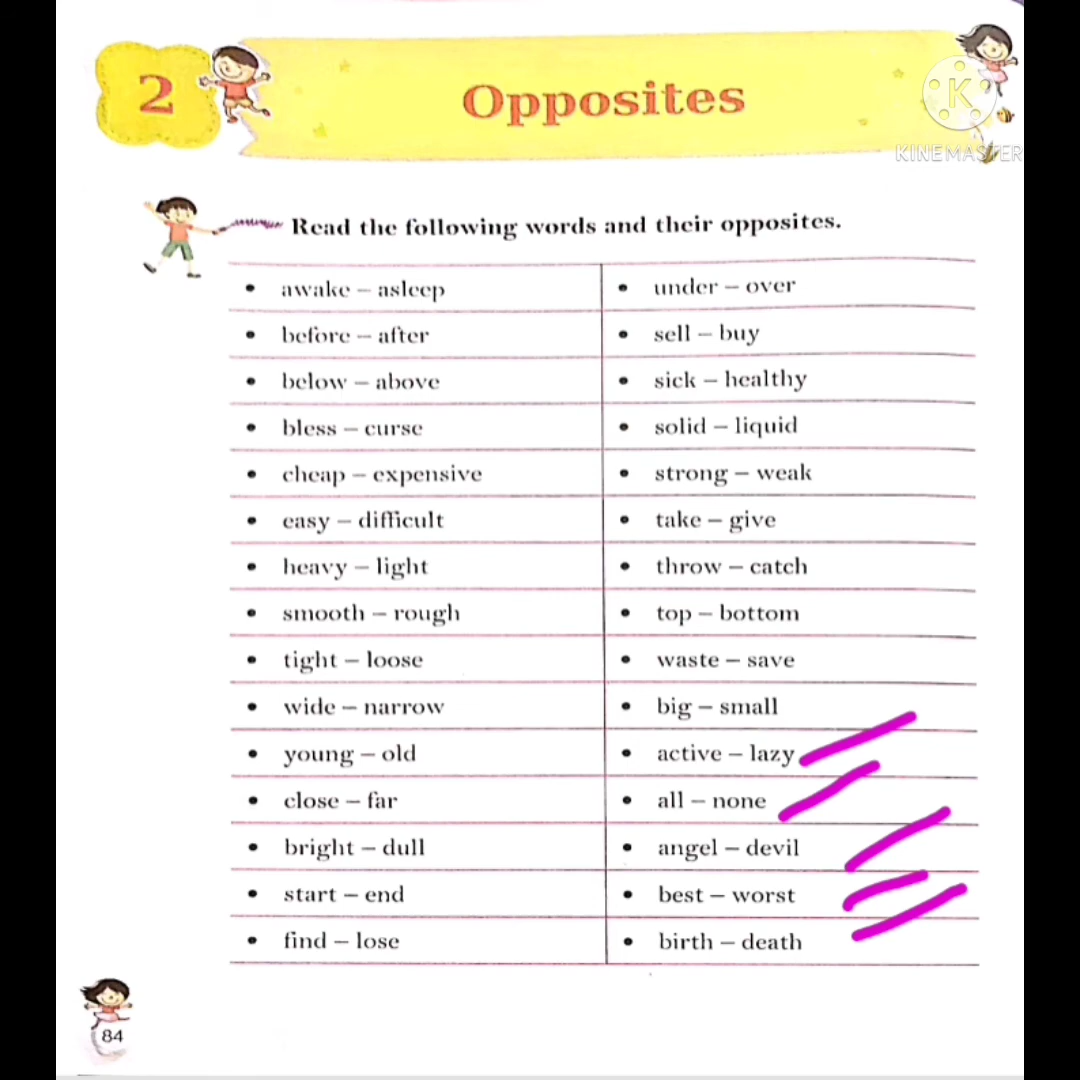 2
Opposites
K
KINEMASTER
Read the following words and their opposites.
• awake – asleep
• before – after
• below – above
• bless – curse
• cheap – expensive
• easy – difficult
• heavy – light
• smooth – rough
• tight – loose
• wide – narrow
• young – old
• close – far
• bright – dull
• start – end
• find – lose
• under – over
• sell – buy
• sick – healthy
• solid – liquid
• strong – weak
• take – give
• throw – catch
• top – bottom
• waste – save
• big – small
• active – lazy
• all – none
• angel – devil
• best – worst
• birth – death
84